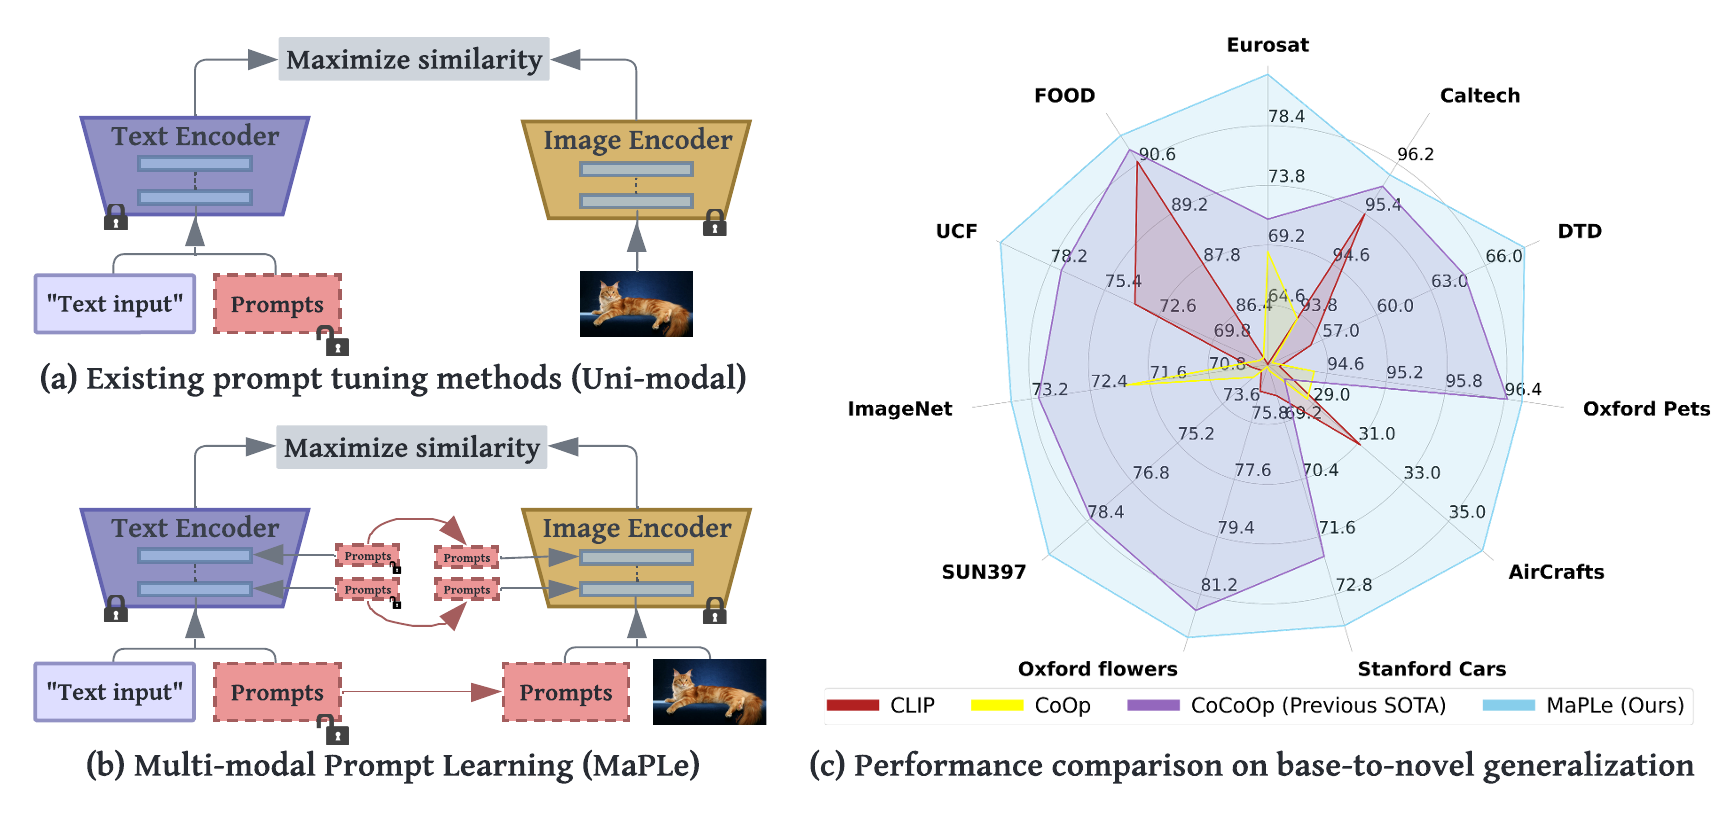 Maximize similarity
Text Encoder
Image Encoder
"Text input"
Prompts
(a) Existing prompt tuning methods (Uni-modal)
Maximize similarity
Text Encoder
Image Encoder
Prompts
Prompts
Prompts
Prompts
"Text input"
Prompts
Prompts
(b) Multi-modal Prompt Learning (MaPLe)
Eurosat
FOOD
Caltech
UCF
DTD
ImageNet
Oxford Pets
SUN397
AirCrafts
Oxford flowers
Stanford Cars
78.4
73.8
69.2
64.6
96.2
95.4
94.6
93.8
66.0
63.0
60.0
57.0
94.6
95.2
95.8
96.4
29.0
31.0
33.0
35.0
69.2
70.4
71.6
72.8
75.8
77.6
79.4
81.2
73.6
75.2
76.8
78.4
70.8
71.6
72.4
73.2
69.8
72.6
75.4
78.2
86.4
87.8
89.2
90.6
CLIP
CoOp
CoCoOp (Previous SOTA)
MaPLe (Ours)
(c) Performance comparison on base-to-novel generalization